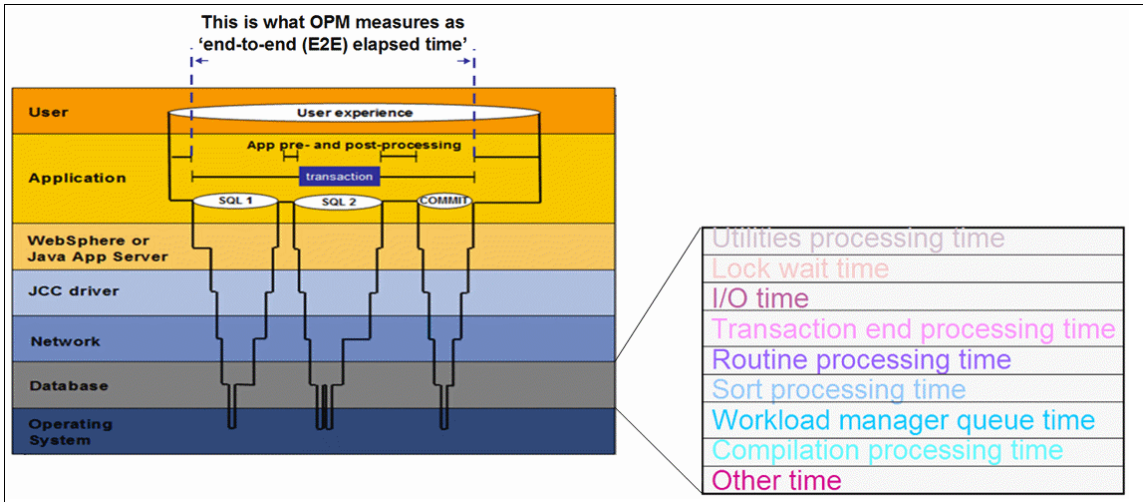 This is what OPM measures as
‘end-to-end (E2E) elapsed time’
User
User experience
App pre- and post-processing
Application
transaction
SQL 1
SQL 2
COMMIT
WebSphere or
Java App Server
JCC driver
Network
Database
Operating
System
Utilities processing time
Lock wait time
I/O time
Transaction end processing time
Routine processing time
Sort processing time
Workload manager queue time
Compilation processing time
Other time